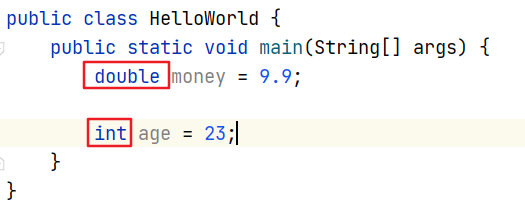 public class HelloWorld {
public static void main(String[] args) {
double money = 9.9;
int age = 23;
}
}